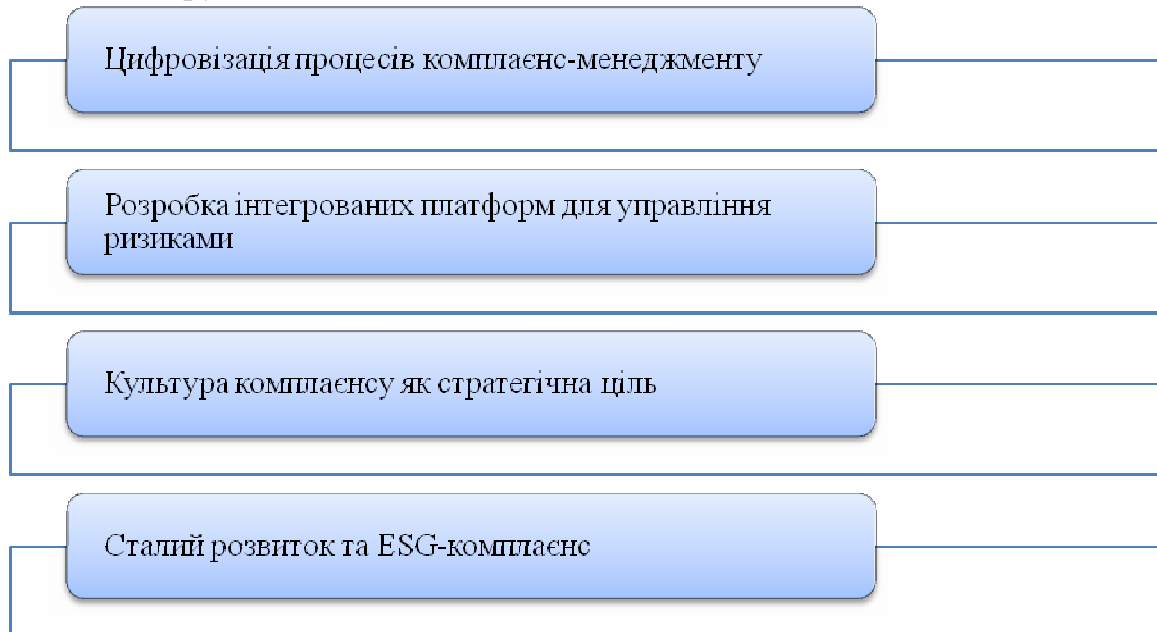 Цифровізація процесів комплаєнс-менеджменту
Розробка інтегрованих платформ для управління
ризиками
Культура комплаєнсу як стратегічна ціль
Сталий розвиток та ESG-комплаєнс